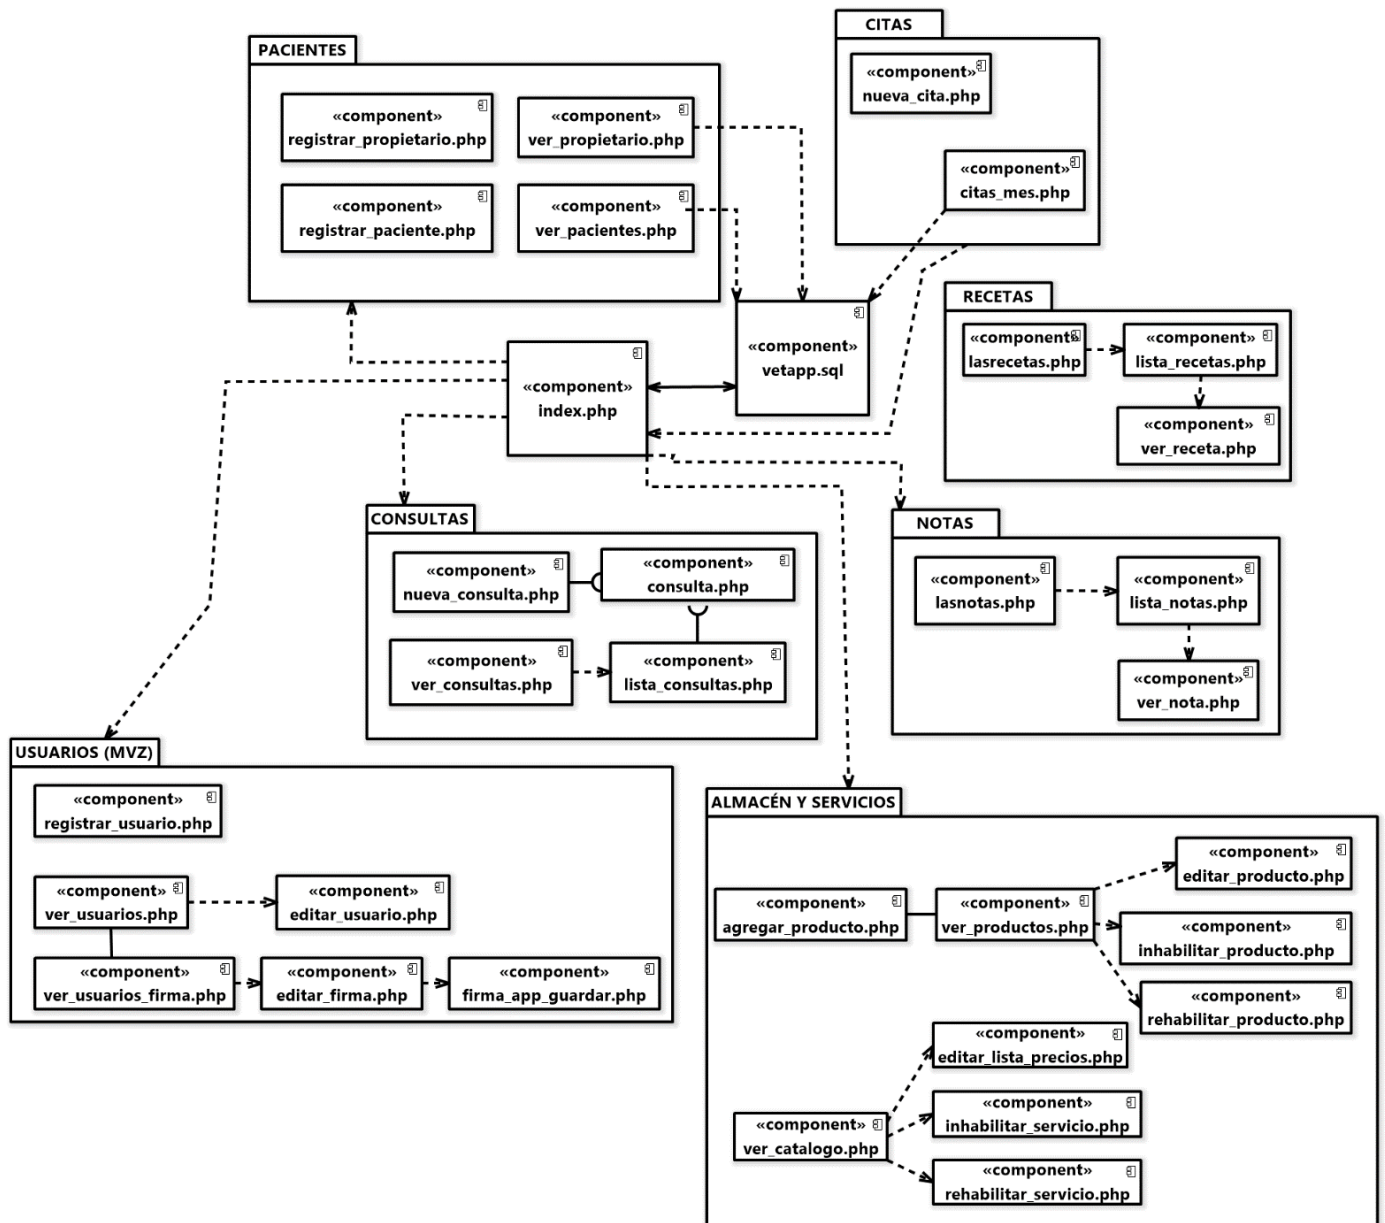 PACIENTES
«component»
registrar_propietario.php
«component»
ver_propietario.php
«component»
registrar_paciente.php
«component»
ver_pacientes.php
CITAS
«component»
nueva_cita.php
«component»
citas_mes.php
«component»
vetapp.sql
«component»
index.php
RECETAS
«component»
lasrecetas.php
«component»
lista_recetas.php
«component»
ver_receta.php
CONSULTAS
«component»
nueva_consulta.php
«component»
consulta.php
«component»
ver_consultas.php
«component»
lista_consultas.php
NOTAS
«component»
lasnotas.php
«component»
lista_notas.php
«component»
ver_nota.php
USUARIOS (MVZ)
«component»
registrar_usuario.php
«component»
ver_usuarios.php
«component»
editar_usuario.php
«component»
ver_usuarios_firma.php
«component»
editar_firma.php
«component»
firma_app_guardar.php
ALMACÉN Y SERVICIOS
«component»
editar_producto.php
«component»
agregar_producto.php
«component»
ver_productos.php
«component»
inhabilitar_producto.php
«component»
rehabilitar_producto.php
«component»
editar_lista_precios.php
«component»
inhabilitar_servicio.php
«component»
ver_catalogo.php
«component»
rehabilitar_servicio.php